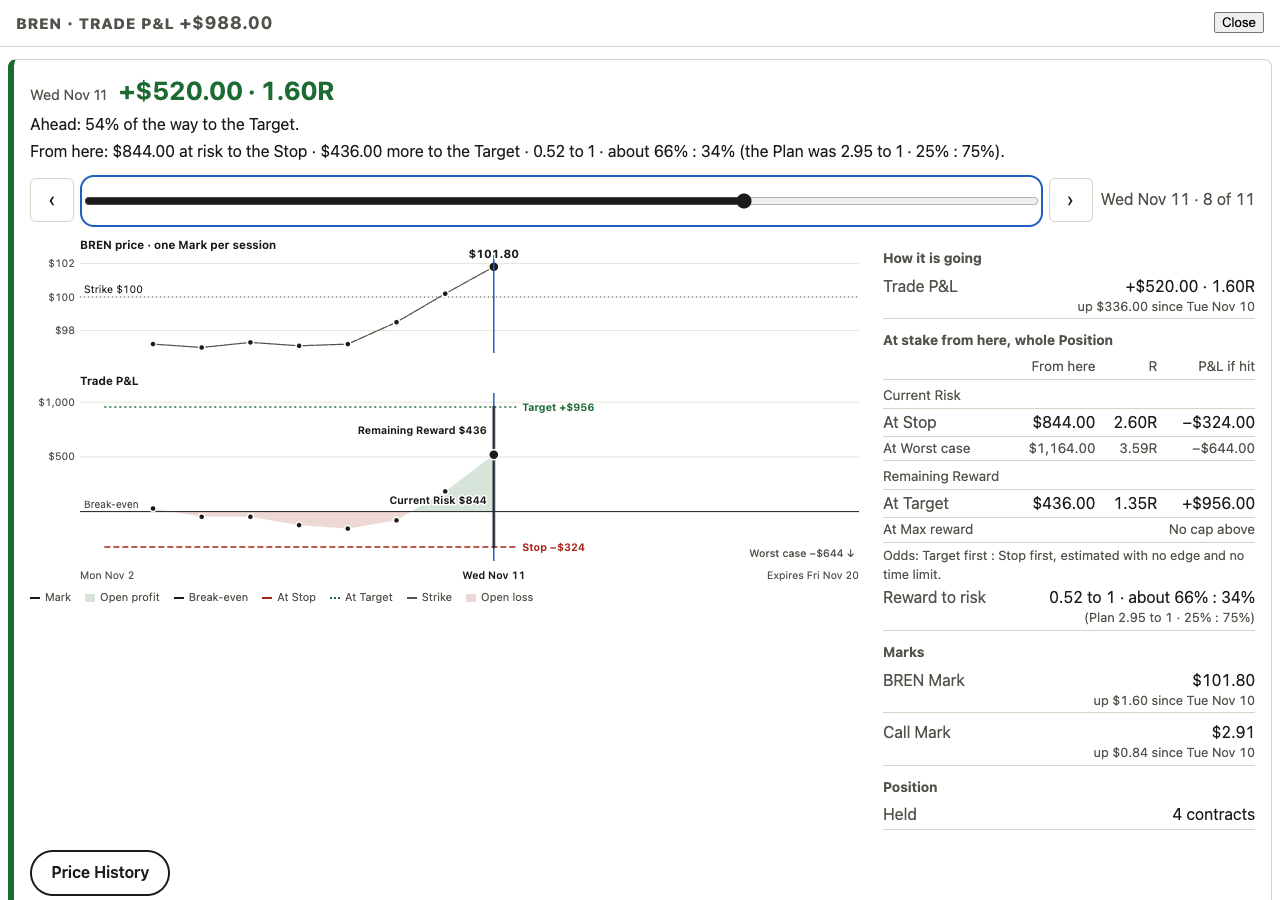 BREN · TRADE P&L +$988.00
Close
Wed Nov 11 +$520.00 · 1.60R
Ahead: 54% of the way to the Target.
From here: $844.00 at risk to the Stop · $436.00 more to the Target · 0.52 to 1 · about 66% : 34% (the Plan was 2.95 to 1 · 25% : 75%).
‹
›
Wed Nov 11 · 8 of 11
BREN price · one Mark per session
$101.80
$102
Strike $100
$100
$98
Trade P&L
$1,000
Target +$956
Remaining Reward $436
$500
Current Risk $844
Break-even
Stop −$324
Worst case −$644 ↓
Mon Nov 2
Wed Nov 11
Expires Fri Nov 20
Mark
Open profit
Break-even
At Stop
At Target
Strike
Open loss
How it is going
Trade P&L +$520.00 · 1.60R
up $336.00 since Tue Nov 10
At stake from here, whole Position
From here R P&L if hit
Current Risk
At Stop $844.00 2.60R −$324.00
At Worst case $1,164.00 3.59R −$644.00
Remaining Reward
At Target $436.00 1.35R +$956.00
At Max reward No cap above
Odds: Target first : Stop first, estimated with no edge and no
time limit.
Reward to risk 0.52 to 1 · about 66% : 34%
(Plan 2.95 to 1 · 25% : 75%)
Marks
BREN Mark $101.80
up $1.60 since Tue Nov 10
Call Mark $2.91
up $0.84 since Tue Nov 10
Position
Held 4 contracts
Price History